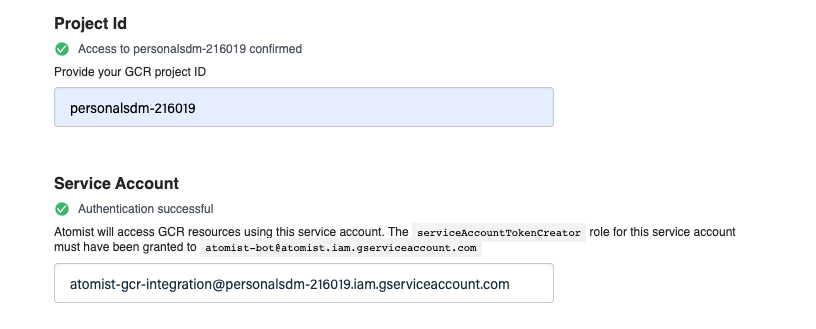 Project Id
Access to personalsdm-216019 confirmed
Provide your GCR project ID
personalsdm-216019
Service Account
Authentication successful
Atomist will access GCR resources using this service account. The serviceAccountTokenCreator role for this service account
must have been granted to atomist-bot@atomist.iam.gserviceaccount.com
atomist-gcr-integration@personalsdm-216019.iam.gserviceaccount.com